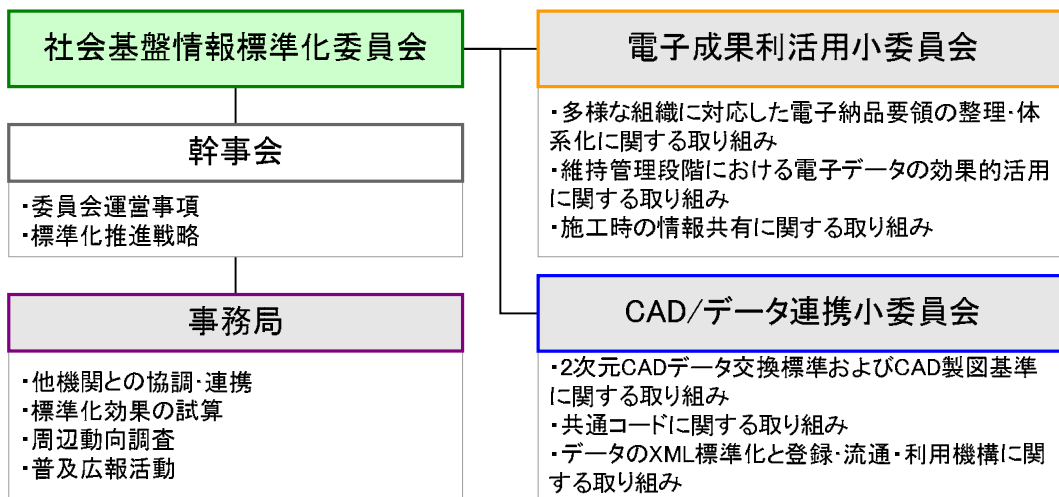 社会基盤情報標準化委員会
幹事会
・委員会運営事項
・標準化推進戦略
事務局
・他機関との協調・連携
・標準化効果の試算
・周辺動向調査
・普及広報活動
電子成果利活用小委員会
・多様な組織に対応した電子納品要領の整理・体
系化に関する取り組み
・維持管理段階における電子データの効果的活用
に関する取り組み
・施工時の情報共有に関する取り組み
CAD/データ連携小委員会
・2次元CADデータ交換標準およびCAD製図基準
に関する取り組み
・共通コードに関する取り組み
・データのXML標準化と登録・流通・利用機構に関
する取り組み